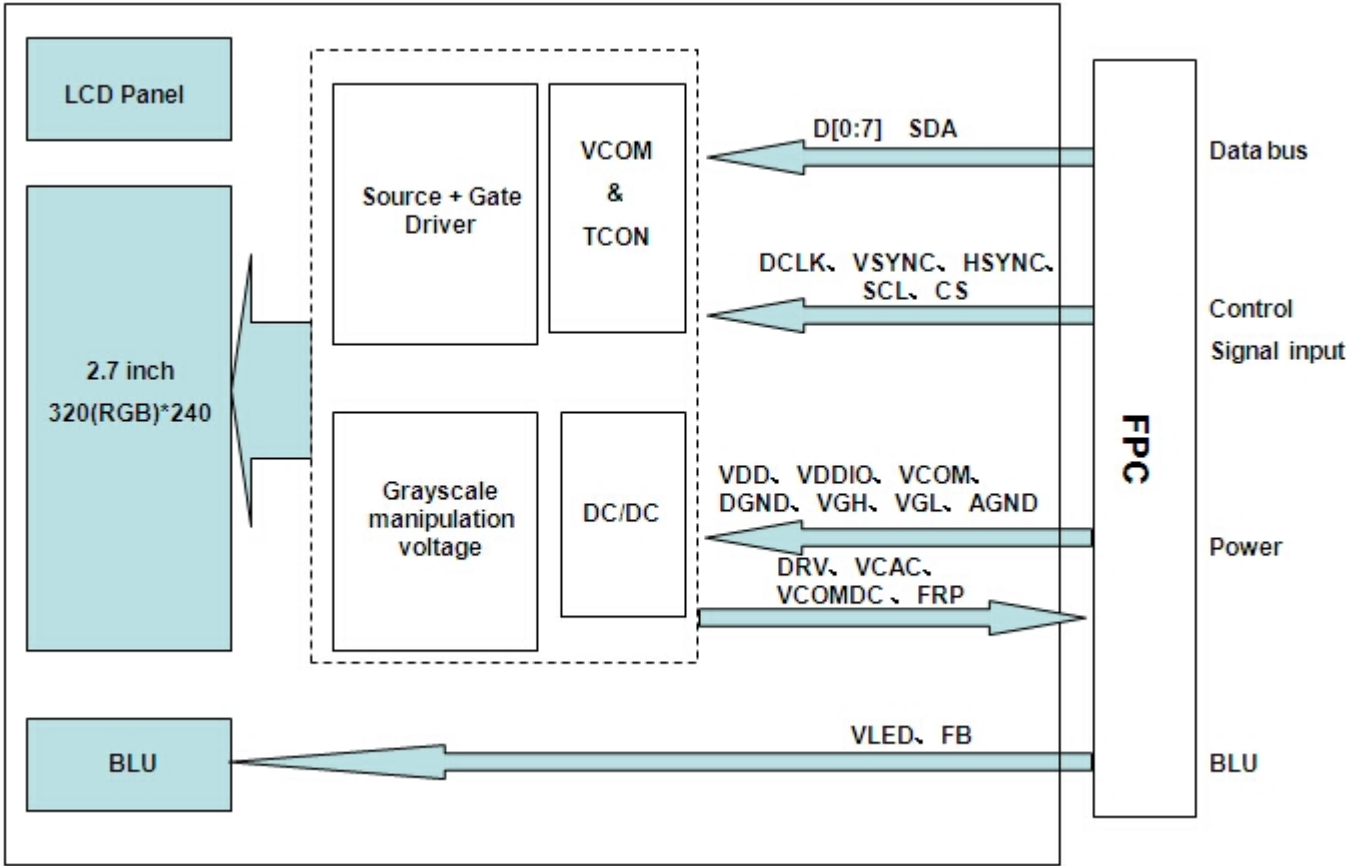 LCD Panel
2.7 inch
320(RGB)*240
BLU
Source + Gate
Driver
VCOM
&
TCON
Grayscale
manipulation
voltage
DC/DC
D[0:7] SDA
DCLK、VSYNC、HSYNC、
SCL、CS
VDD、VDDIO、VCOM、
DGND、VGH、VGL、AGND
DRV、VCAC、
VCOMDC、FRP
VLED、FB
FPC
Data bus
Control
Signal input
Power
BLU